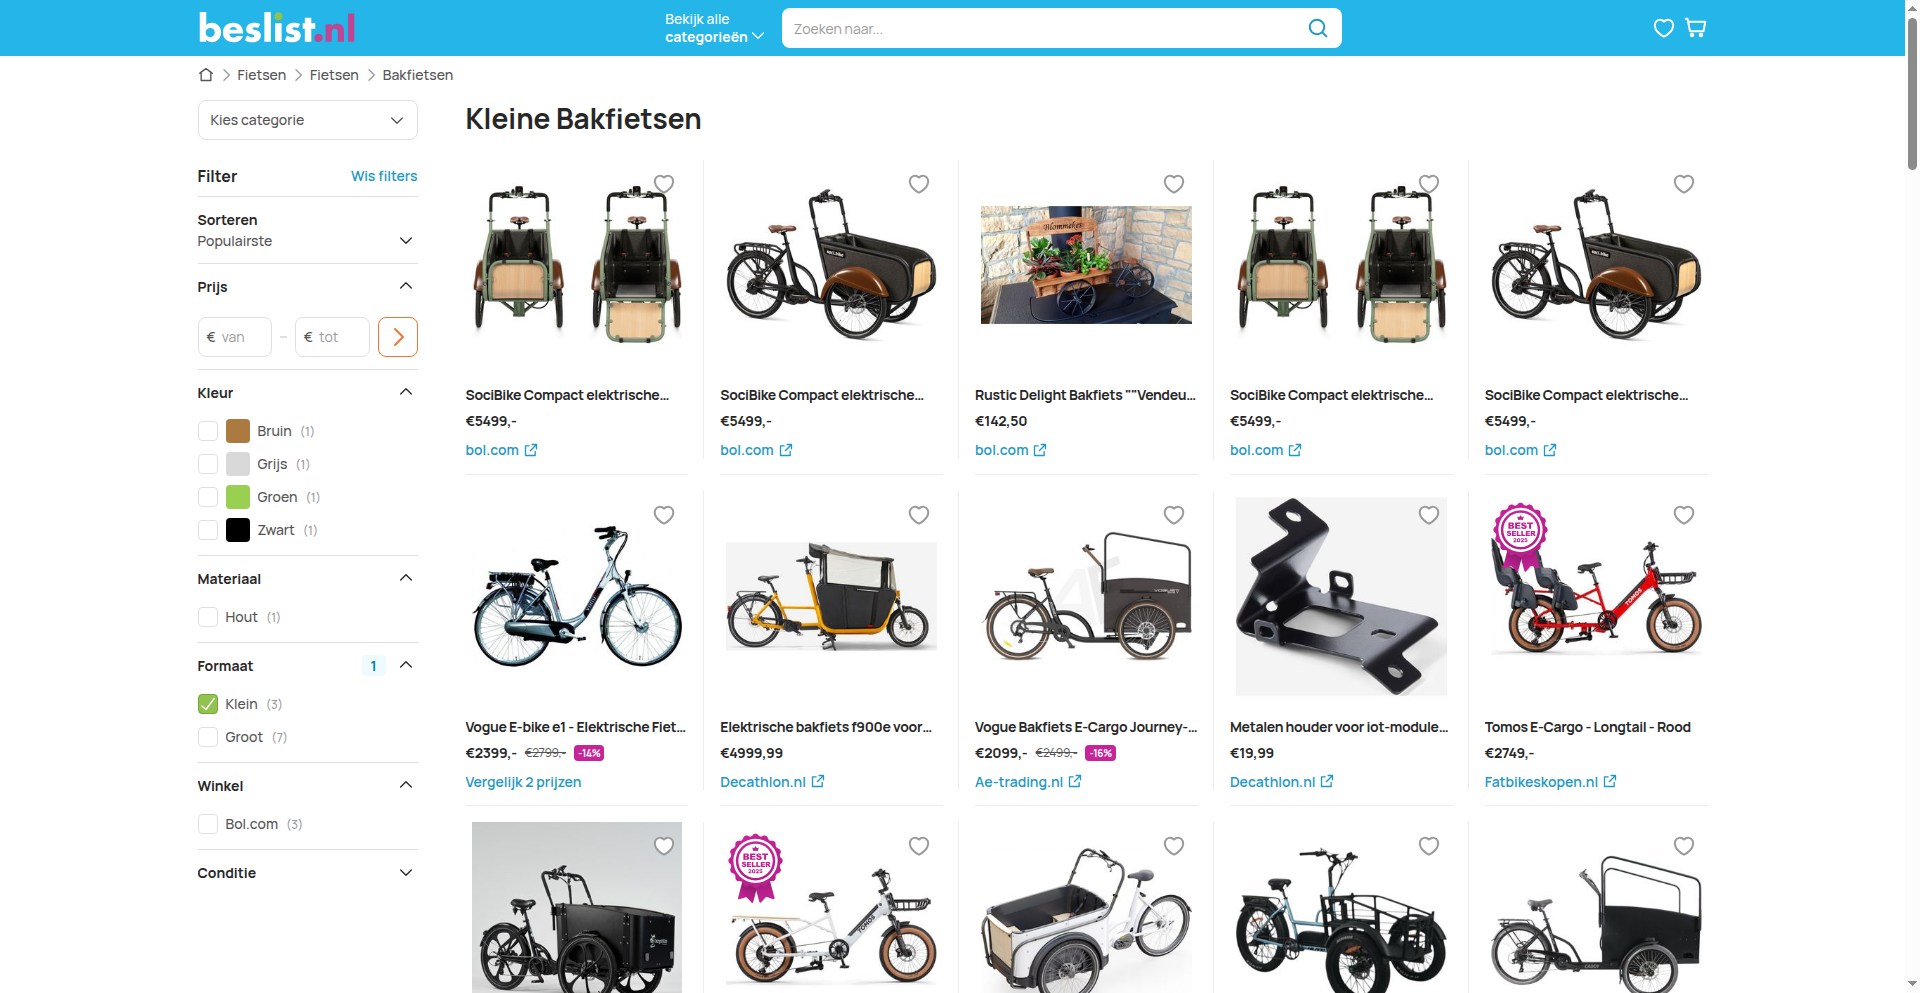 beslist.nl
Bekijk alle
categorieën
Zoeken naar...
Fietsen
Fietsen
Bakfietsen
Kies categorie
Kleine Bakfietsen
Filter
Wis filters
Sorteren
Populairste
Prijs
€ van
–
€ tot
Kleur
Bruin (1)
Grijs (1)
Groen (1)
Zwart (1)
Materiaal
Hout (1)
Formaat 1
Klein (3)
Groot (7)
Winkel
Bol.com (3)
Conditie
SociBike Compact elektrische...
€5499,-
bol.com
SociBike Compact elektrische...
€5499,-
bol.com
Blommekes
Rustic Delight Bakfiets ""Vendeu...
€142,50
bol.com
SociBike Compact elektrische...
€5499,-
bol.com
SociBike Compact elektrische...
€5499,-
bol.com
Vogue E-bike e1 - Elektrische Fiet...
€2399,- €2799,- -14%
Vergelijk 2 prijzen
Elektrische bakfiets f900e voor...
€4999,99
Decathlon.nl
Vogue Bakfiets E-Cargo Journey-...
€2099,- €2499,- -16%
Ae-trading.nl
Metalen houder voor iot-module...
€19,99
Decathlon.nl
BEST
SELLER
2025
TOMOS
Tomos E-Cargo - Longtail - Rood
€2749,-
Fatbikeskopen.nl
BEST
SELLER
2025
TOMOS